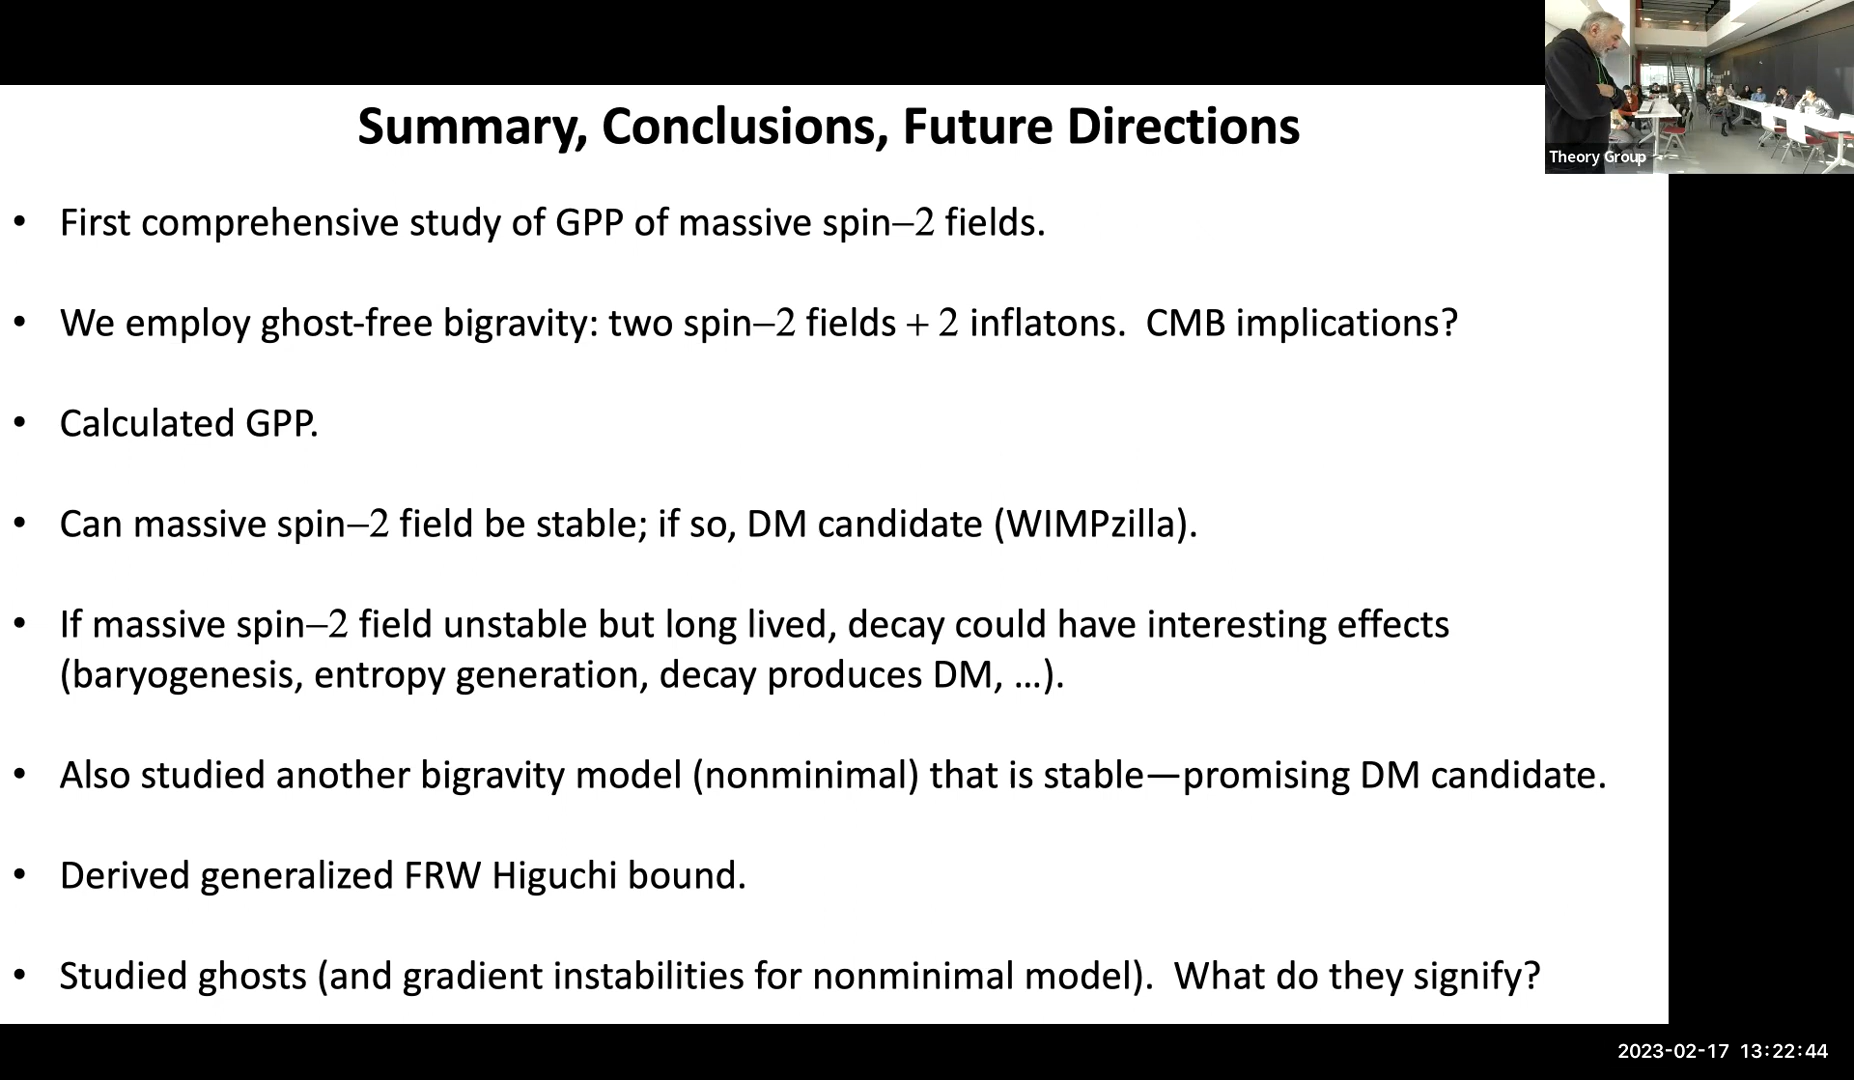 Summary, Conclusions, Future Directions
Theory Group
• First comprehensive study of GPP of massive spin–2 fields.
• We employ ghost-free bigravity: two spin–2 fields + 2 inflatons. CMB implications?
• Calculated GPP.
• Can massive spin–2 field be stable; if so, DM candidate (WIMPzilla).
• If massive spin–2 field unstable but long lived, decay could have interesting effects
(baryogenesis, entropy generation, decay produces DM, …).
• Also studied another bigravity model (nonminimal) that is stable—promising DM candidate.
• Derived generalized FRW Higuchi bound.
• Studied ghosts (and gradient instabilities for nonminimal model). What do they signify?
2023-02-17 13:22:44